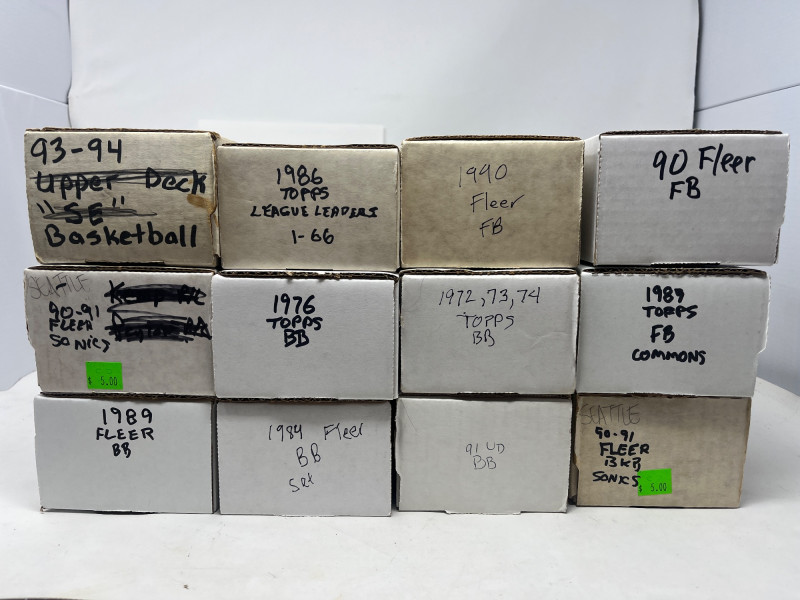 93-94
Upper Deck
"SE"
Basketball
1986
TOPPS
LEAGUE LEADERS
1-66
1990
Fleer
FB
90 Fleer
FB
SEATTLE
90-91
FLEER
SONICS
$ 5.00
1976
TOPPS
BB
1972, 73, 74
TOPPS
BB
1989
TOPPS
FB
COMMONS
1989
FLEER
BB
1984 Fleer
BB
Set
91 UD
BB
SEATTLE
90-91
FLEER
BKB
SONICS
$ 5.00